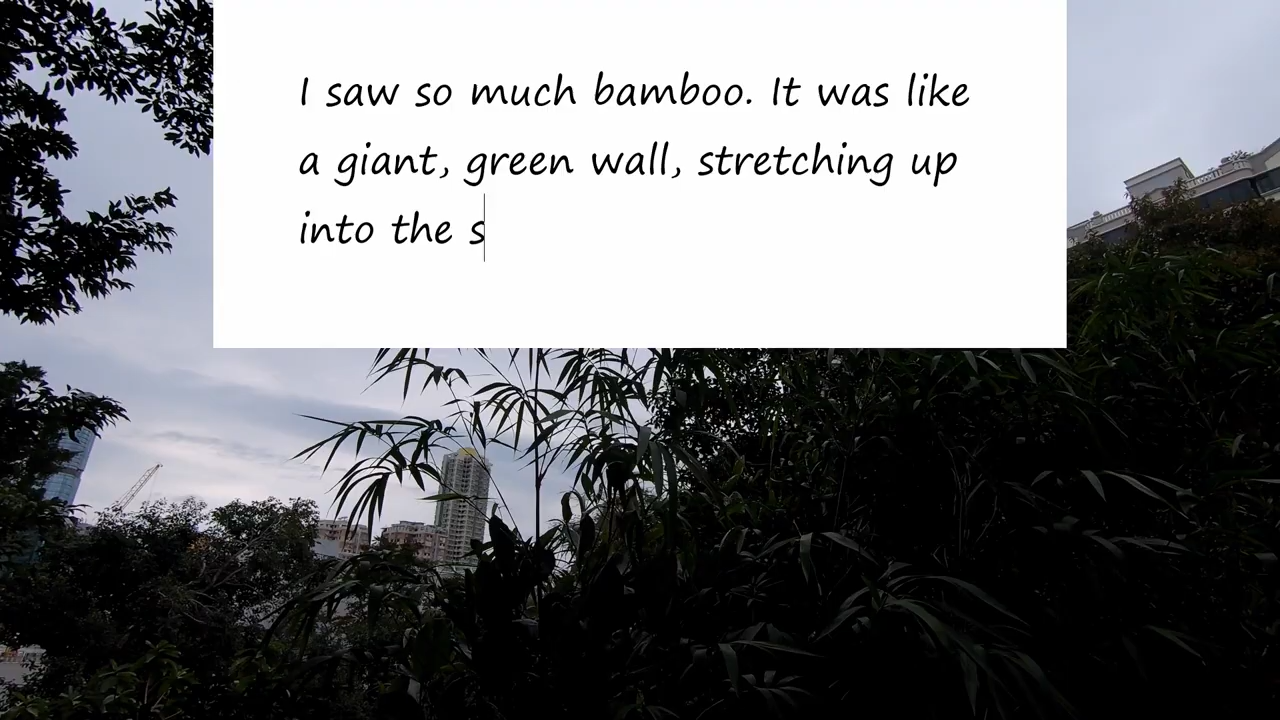 I saw so much bamboo. It was like
a giant, green wall, stretching up
into the s